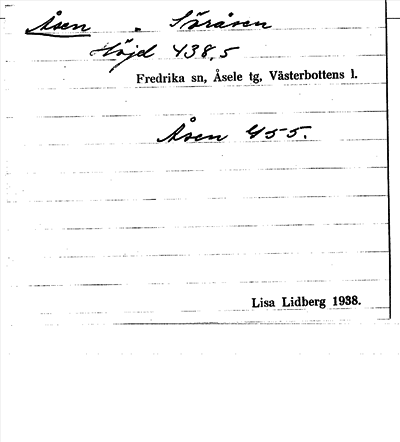 Åsen . Söråsen
Höjd 438,5
Fredrika sn, Åsele tg, Västerbottens l.
Åsen 455.
Lisa Lidberg 1938.